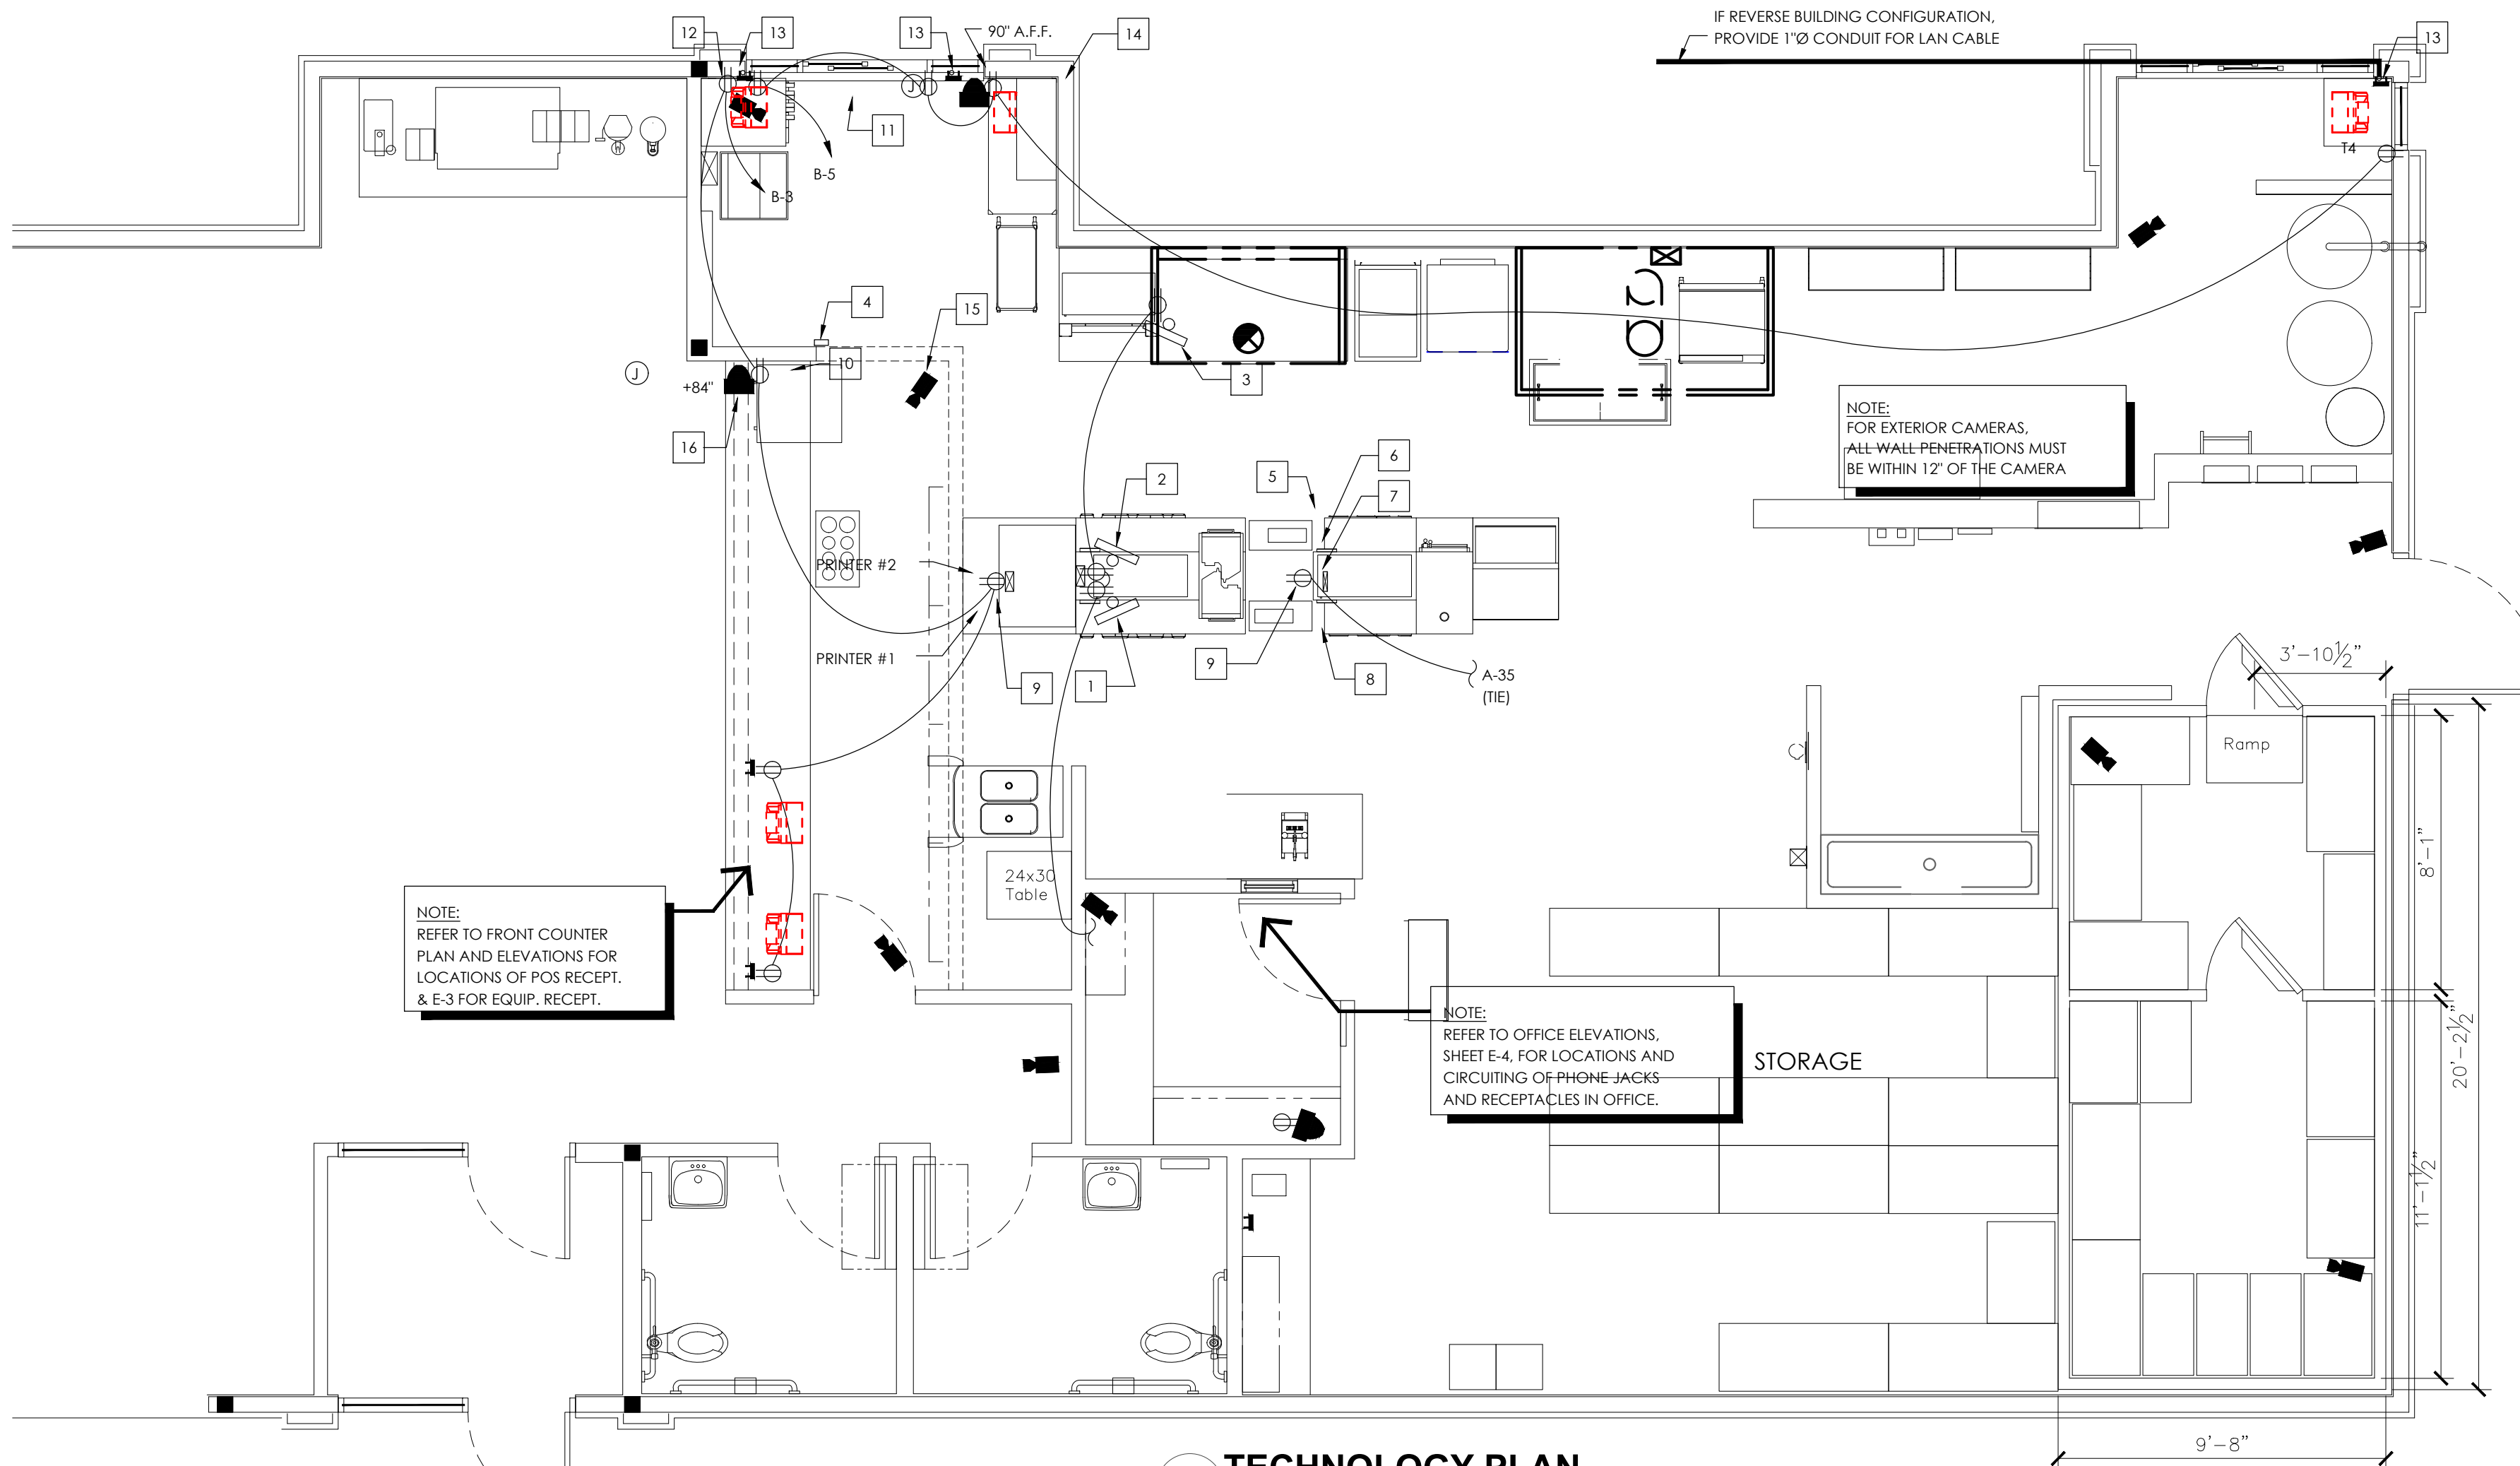 IF REVERSE BUILDING CONFIGURATION,
PROVIDE 1"Ø CONDUIT FOR LAN CABLE
12
13
13
90" A.F.F.
14
13
J
11
B-5
B-3
T4
4
15
10
J
+84"
3
16
NOTE:
FOR EXTERIOR CAMERAS,
ALL WALL PENETRATIONS MUST
BE WITHIN 12" OF THE CAMERA
2
5
6
7
PRINTER #2
PRINTER #1
9
1
9
8
A-35
(TIE)
3'-10½"
Ramp
8'-1"
20'-2½"
11'-1½"
24x30
Table
NOTE:
REFER TO FRONT COUNTER
PLAN AND ELEVATIONS FOR
LOCATIONS OF POS RECEPT.
& E-3 FOR EQUIP. RECEPT.
NOTE:
REFER TO OFFICE ELEVATIONS,
SHEET E-4, FOR LOCATIONS AND
CIRCUITING OF PHONE JACKS
AND RECEPTACLES IN OFFICE.
STORAGE
9'-8"
TECHNOLOGY PLAN